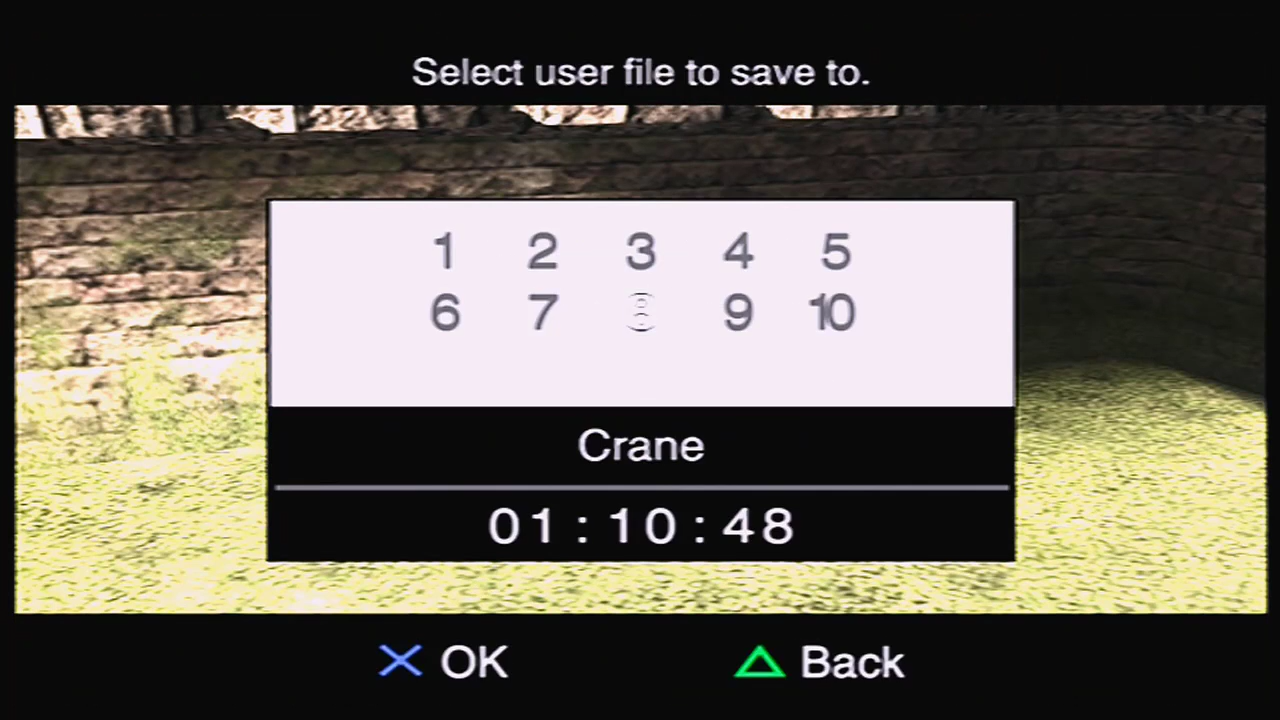 Select user file to save to.
1 2 3 4 5
6 7 8 9 10
Crane
01:10:48
OK Back